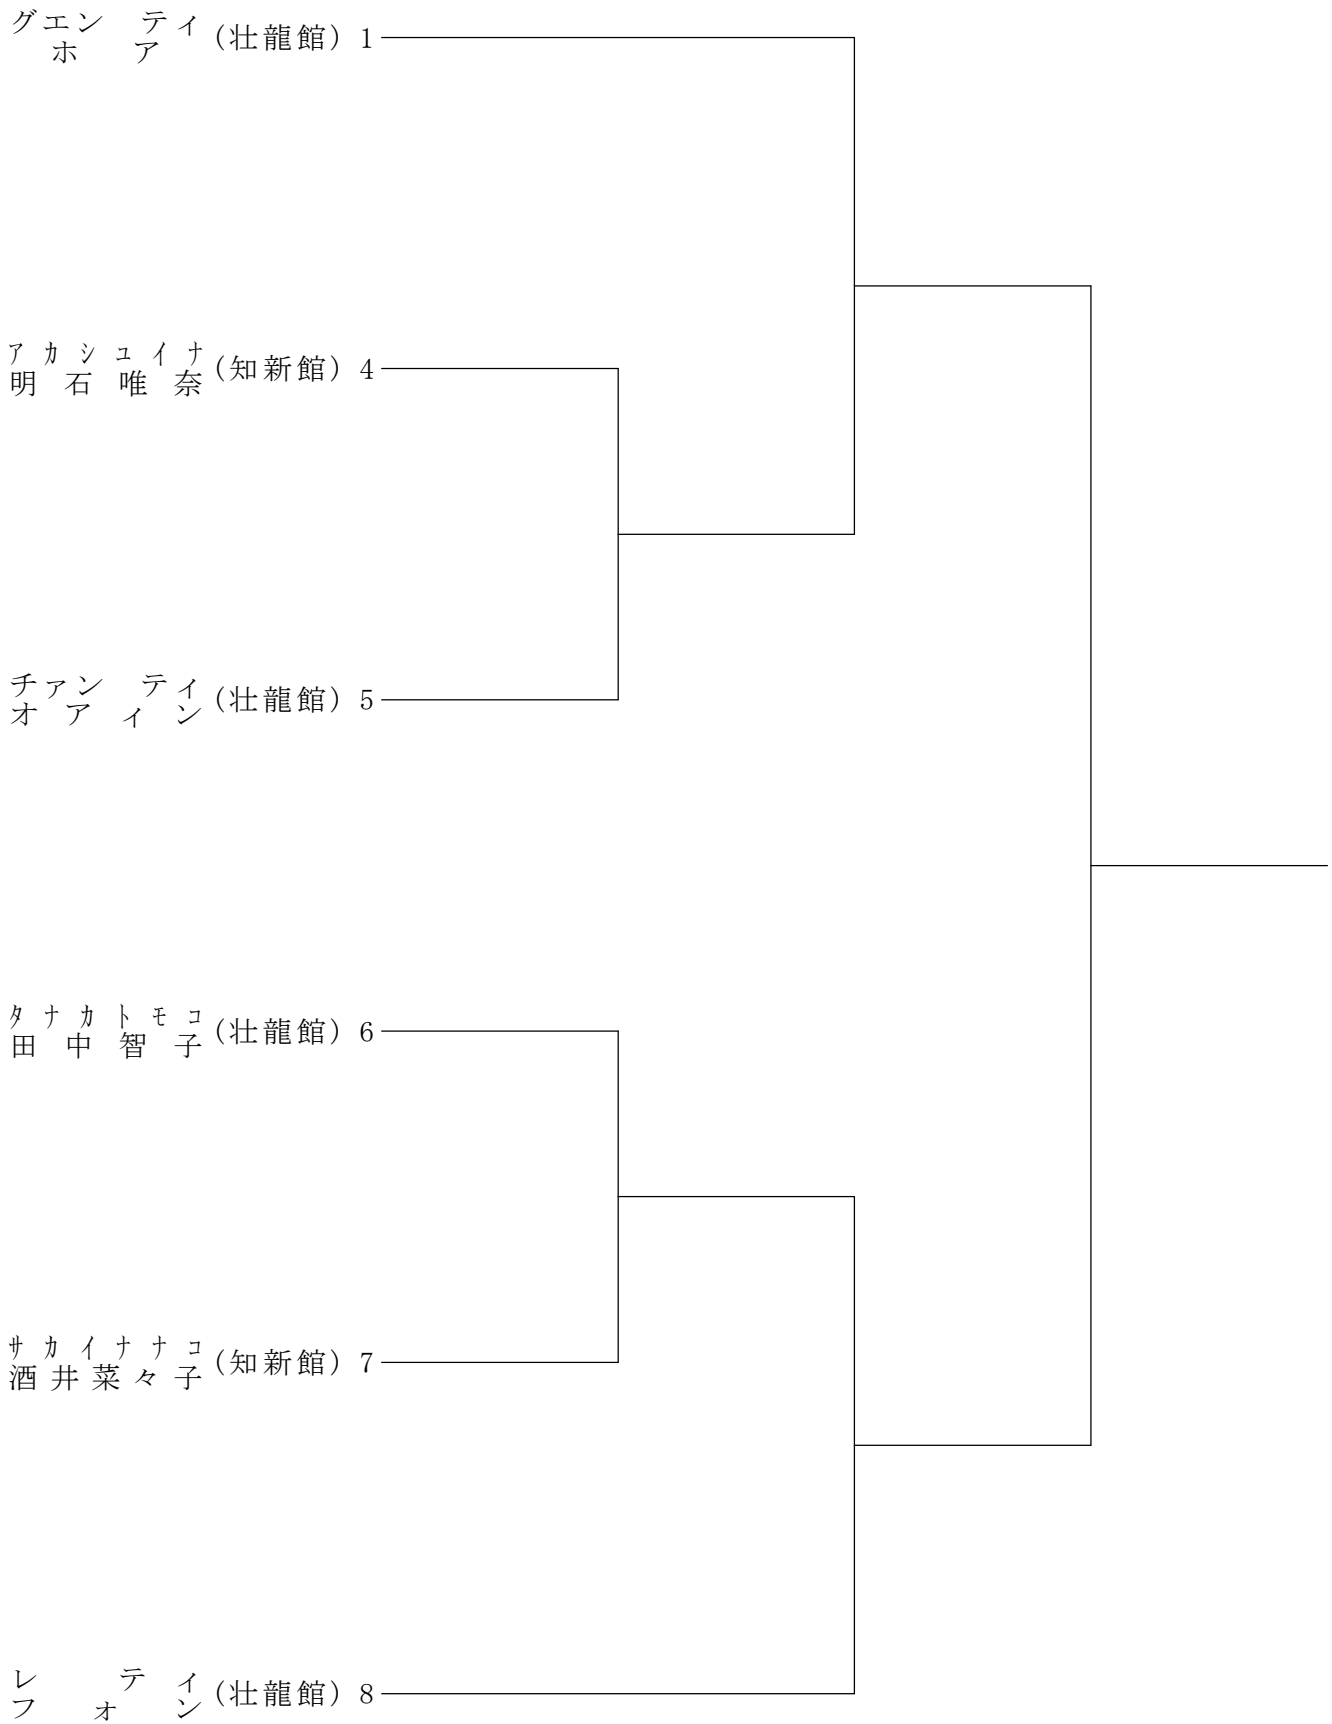 グエン ティ
ホア
(壮龍館) 1
アカシユイナ
明石唯奈
(知新館) 4
チァン ティ
オアィン
(壮龍館) 5
タナカトモコ
田中智子
(壮龍館) 6
サカイナナコ
酒井菜々子
(知新館) 7
レ ティ
フォン
(壮龍館) 8